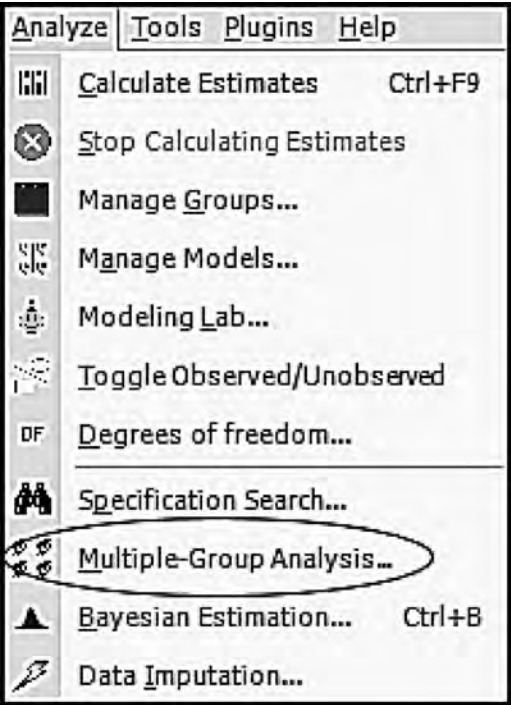 Analyze Tools Plugins Help
Calculate Estimates Ctrl+F9
Stop Calculating Estimates
Manage Groups...
Manage Models...
Modeling Lab...
Toggle Observed/Unobserved
DF Degrees of freedom...
Specification Search...
Multiple-Group Analysis...
Bayesian Estimation... Ctrl+B
Data Imputation...